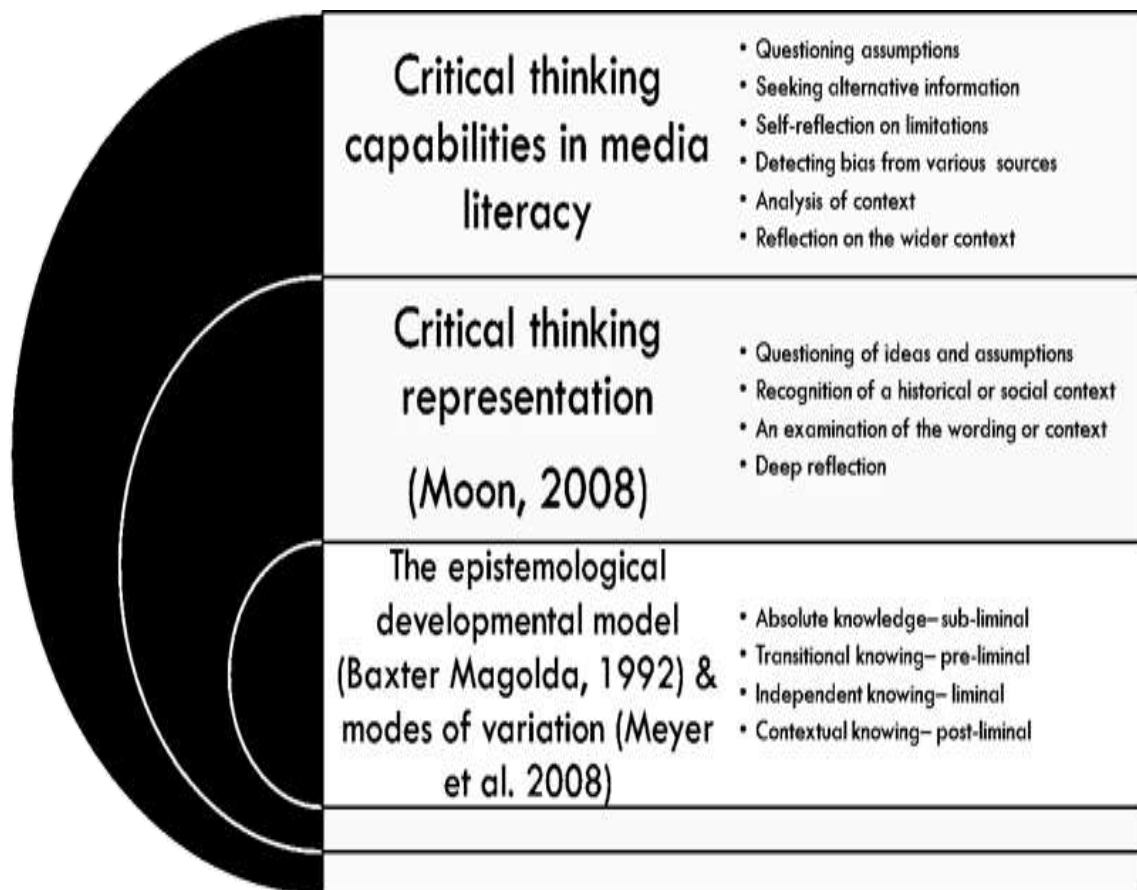 Critical thinking
capabilities in media
literacy
• Questioning assumptions
• Seeking alternative information
• Self-reflection on limitations
• Detecting bias from various sources
• Analysis of context
• Reflection on the wider context
Critical thinking
representation
(Moon, 2008)
• Questioning of ideas and assumptions
• Recognition of a historical or social context
• An examination of the wording or context
• Deep reflection
The epistemological
developmental model
(Baxter Magolda, 1992) &
modes of variation (Meyer
et al. 2008)
• Absolute knowledge– sub-liminal
• Transitional knowing– pre-liminal
• Independent knowing– liminal
• Contextual knowing– post-liminal